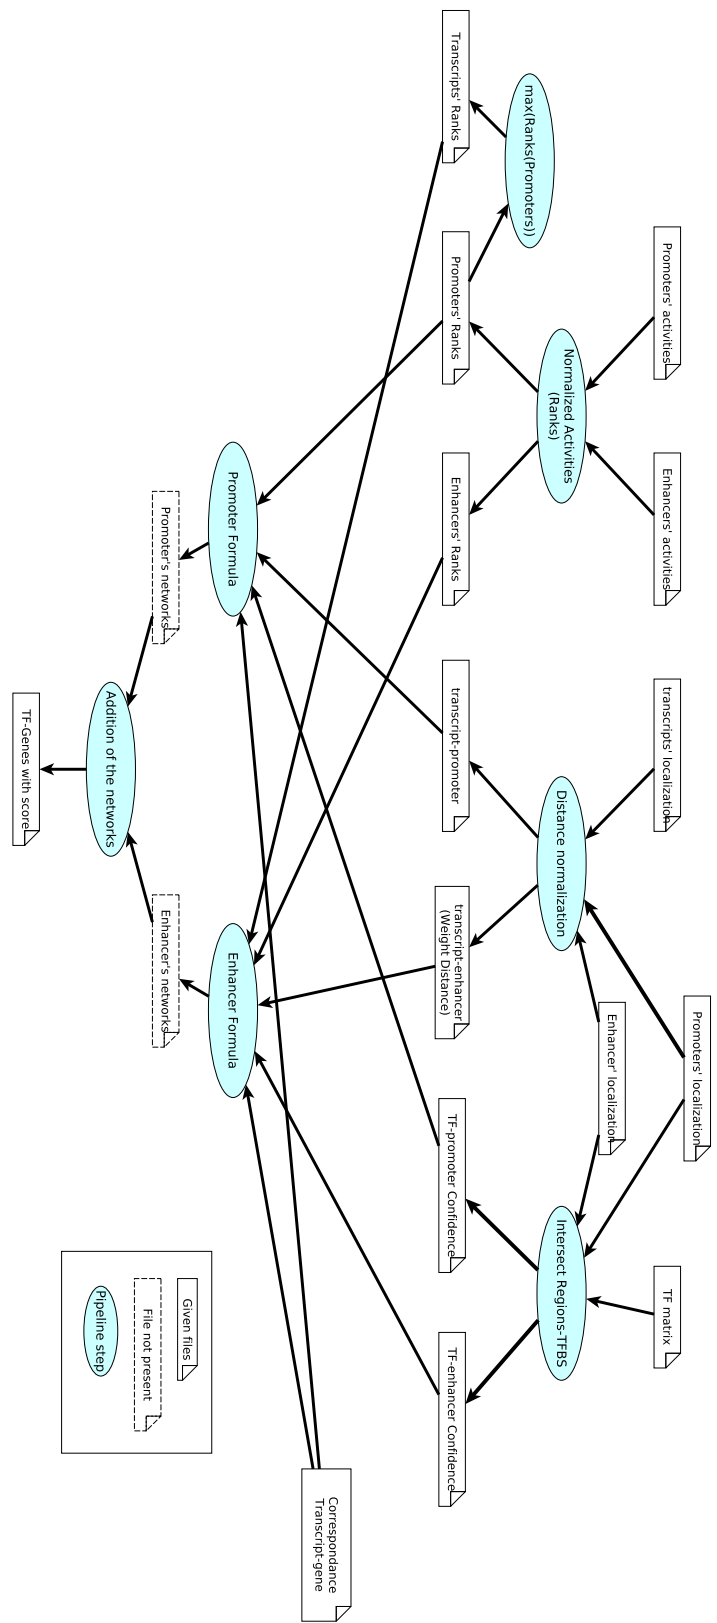 Promoters' activities
Enhancers' activities
transcripts' localization
Promoters' localization
TF matrix
Enhancer' localization
max(Ranks(Promoters))
Normalized Activities
(Ranks)
Distance normalization
Intersect Regions-TFBS
Transcripts' Ranks
Promoters' Ranks
Enhancers' Ranks
transcript-promoter
transcript-enhancer
(Weight Distance)
TF-promoter Confidence
TF-enhancer Confidence
Correspondance
Transcript-gene
Promoter Formula
Enhancer Formula
Promoter's networks
Enhancer's networks
Addition of the networks
TF-Genes with score
Given files
File not present
Pipeline step